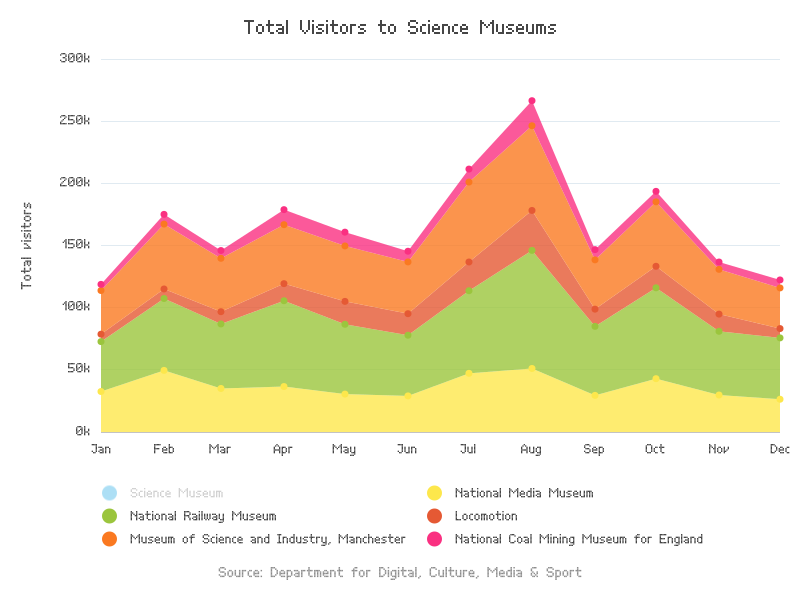 Total Visitors to Science Museums
300k
250k
200k
150k
100k
50k
0k
Total visitors
Jan Feb Mar Apr May Jun Jul Aug Sep Oct Nov Dec
Science Museum National Media Museum
National Railway Museum Locomotion
Museum of Science and Industry, Manchester National Coal Mining Museum for England
Source: Department for Digital, Culture, Media & Sport